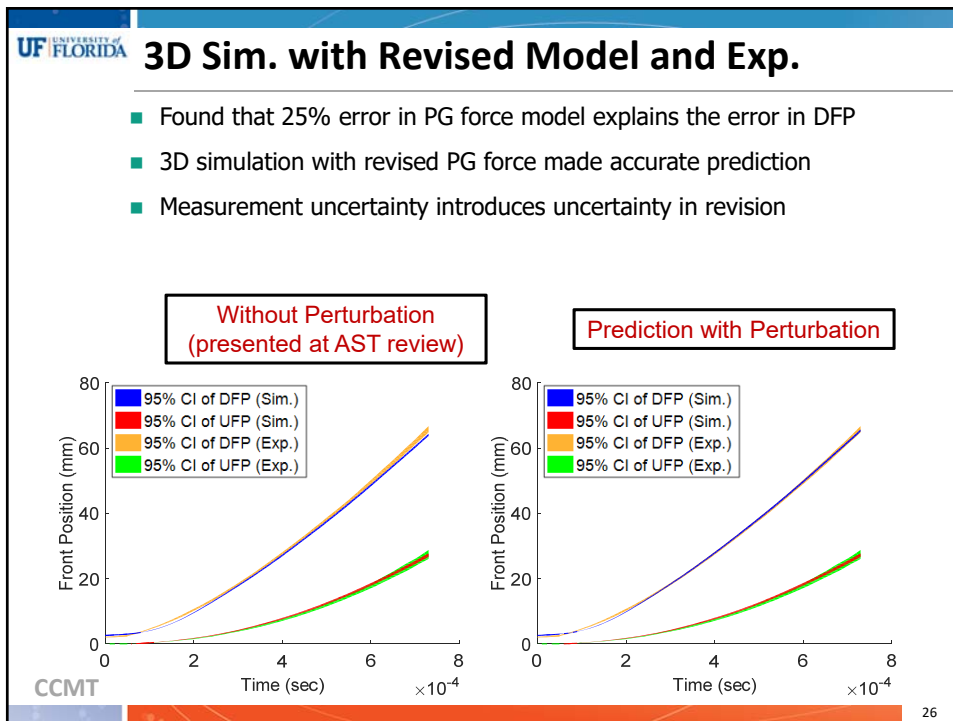 UF UNIVERSITY of FLORIDA
3D Sim. with Revised Model and Exp.
Found that 25% error in PG force model explains the error in DFP
3D simulation with revised PG force made accurate prediction
Measurement uncertainty introduces uncertainty in revision
Without Perturbation
(presented at AST review)
80
60
40
20
0
Front Position (mm)
95% CI of DFP (Sim.)
95% CI of UFP (Sim.)
95% CI of DFP (Exp.)
95% CI of UFP (Exp.)
0 2 4 6 8
Time (sec)
×10⁻⁴
Prediction with Perturbation
80
60
40
20
0
Front Position (mm)
95% CI of DFP (Sim.)
95% CI of UFP (Sim.)
95% CI of DFP (Exp.)
95% CI of UFP (Exp.)
0 2 4 6 8
Time (sec)
×10⁻⁴
CCMT
26